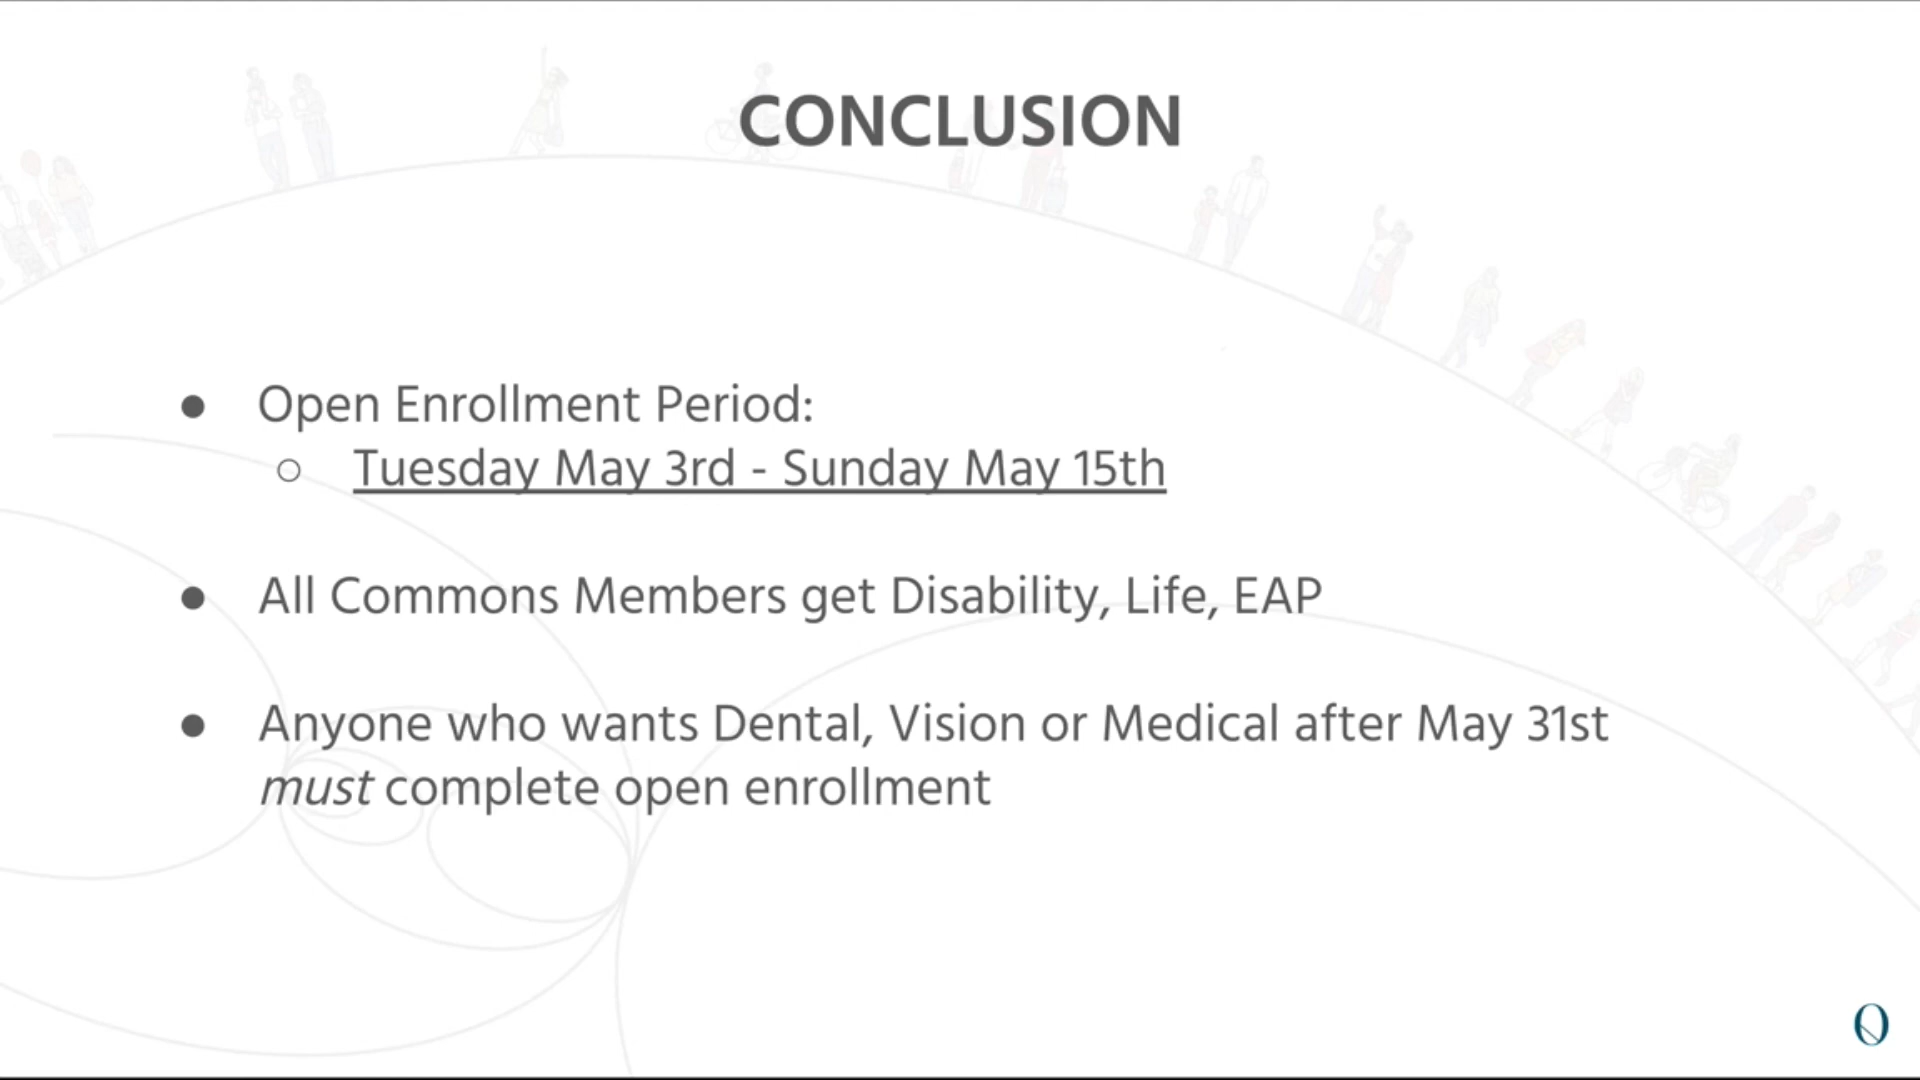 CONCLUSION
● Open Enrollment Period:
○ Tuesday May 3rd - Sunday May 15th
● All Commons Members get Disability, Life, EAP
● Anyone who wants Dental, Vision or Medical after May 31st
must complete open enrollment